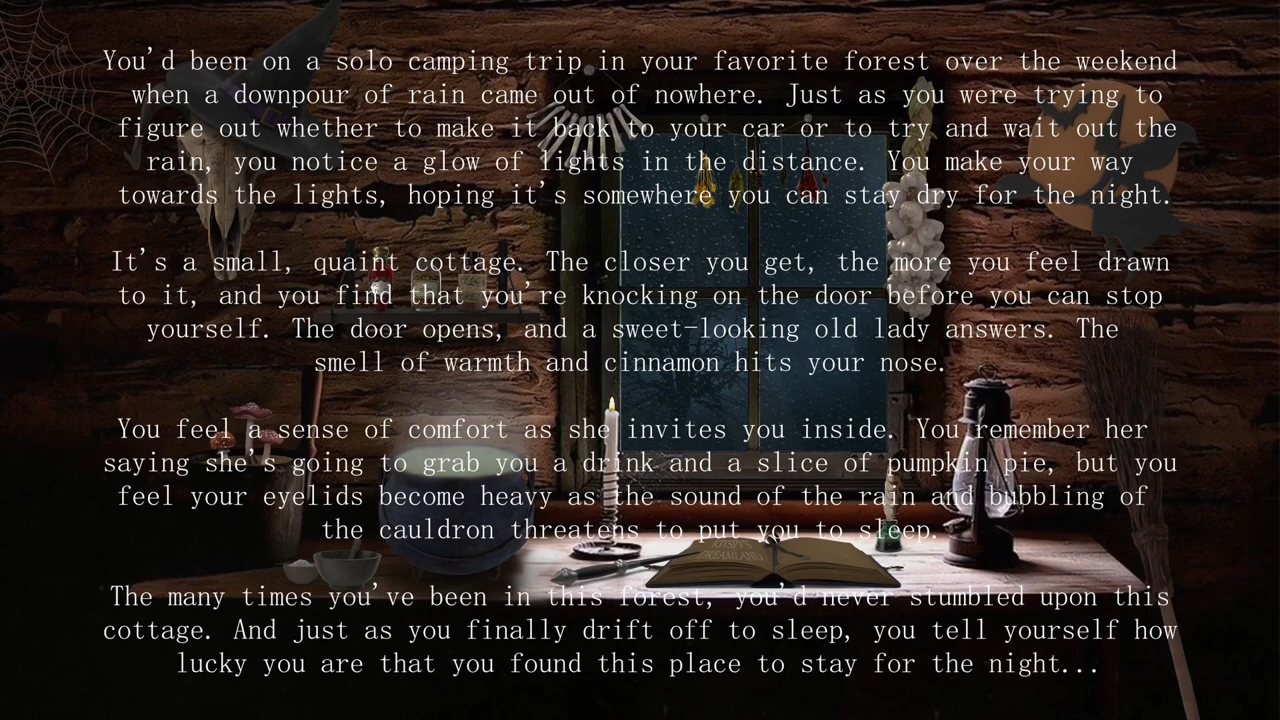 You'd been on a solo camping trip in your favorite forest over the weekend
when a downpour of rain came out of nowhere. Just as you were trying to
figure out whether to make it back to your car or to try and wait out the
rain, you notice a glow of lights in the distance. You make your way
towards the lights, hoping it's somewhere you can stay dry for the night.
It's a small, quaint cottage. The closer you get, the more you feel drawn
to it, and you find that you're knocking on the door before you can stop
yourself. The door opens, and a sweet-looking old lady answers. The
smell of warmth and cinnamon hits your nose.
You feel a sense of comfort as she invites you inside. You remember her
saying she's going to grab you a drink and a slice of pumpkin pie, but you
feel your eyelids become heavy as the sound of the rain and bubbling of
the cauldron threatens to put you to sleep.
KITSPY'S
DREAMLAND
The many times you've been in this forest, you'd never stumbled upon this
cottage. And just as you finally drift off to sleep, you tell yourself how
lucky you are that you found this place to stay for the night...